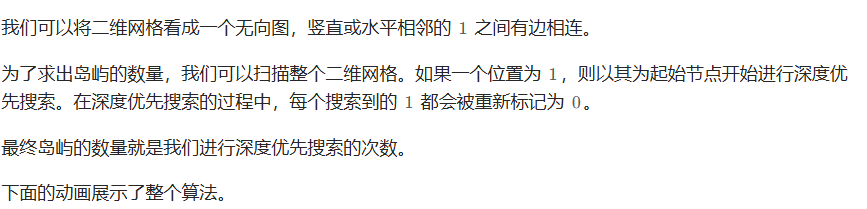 我们可以将二维网格看成一个无向图，竖直或水平相邻的 1 之间有边相连。
为了求出岛屿的数量，我们可以扫描整个二维网格。如果一个位置为 1，则以其为起始节点开始进行深度优
先搜索。在深度优先搜索的过程中，每个搜索到的 1 都会被重新标记为 0。
最终岛屿的数量就是我们进行深度优先搜索的次数。
下面的动画展示了整个算法。